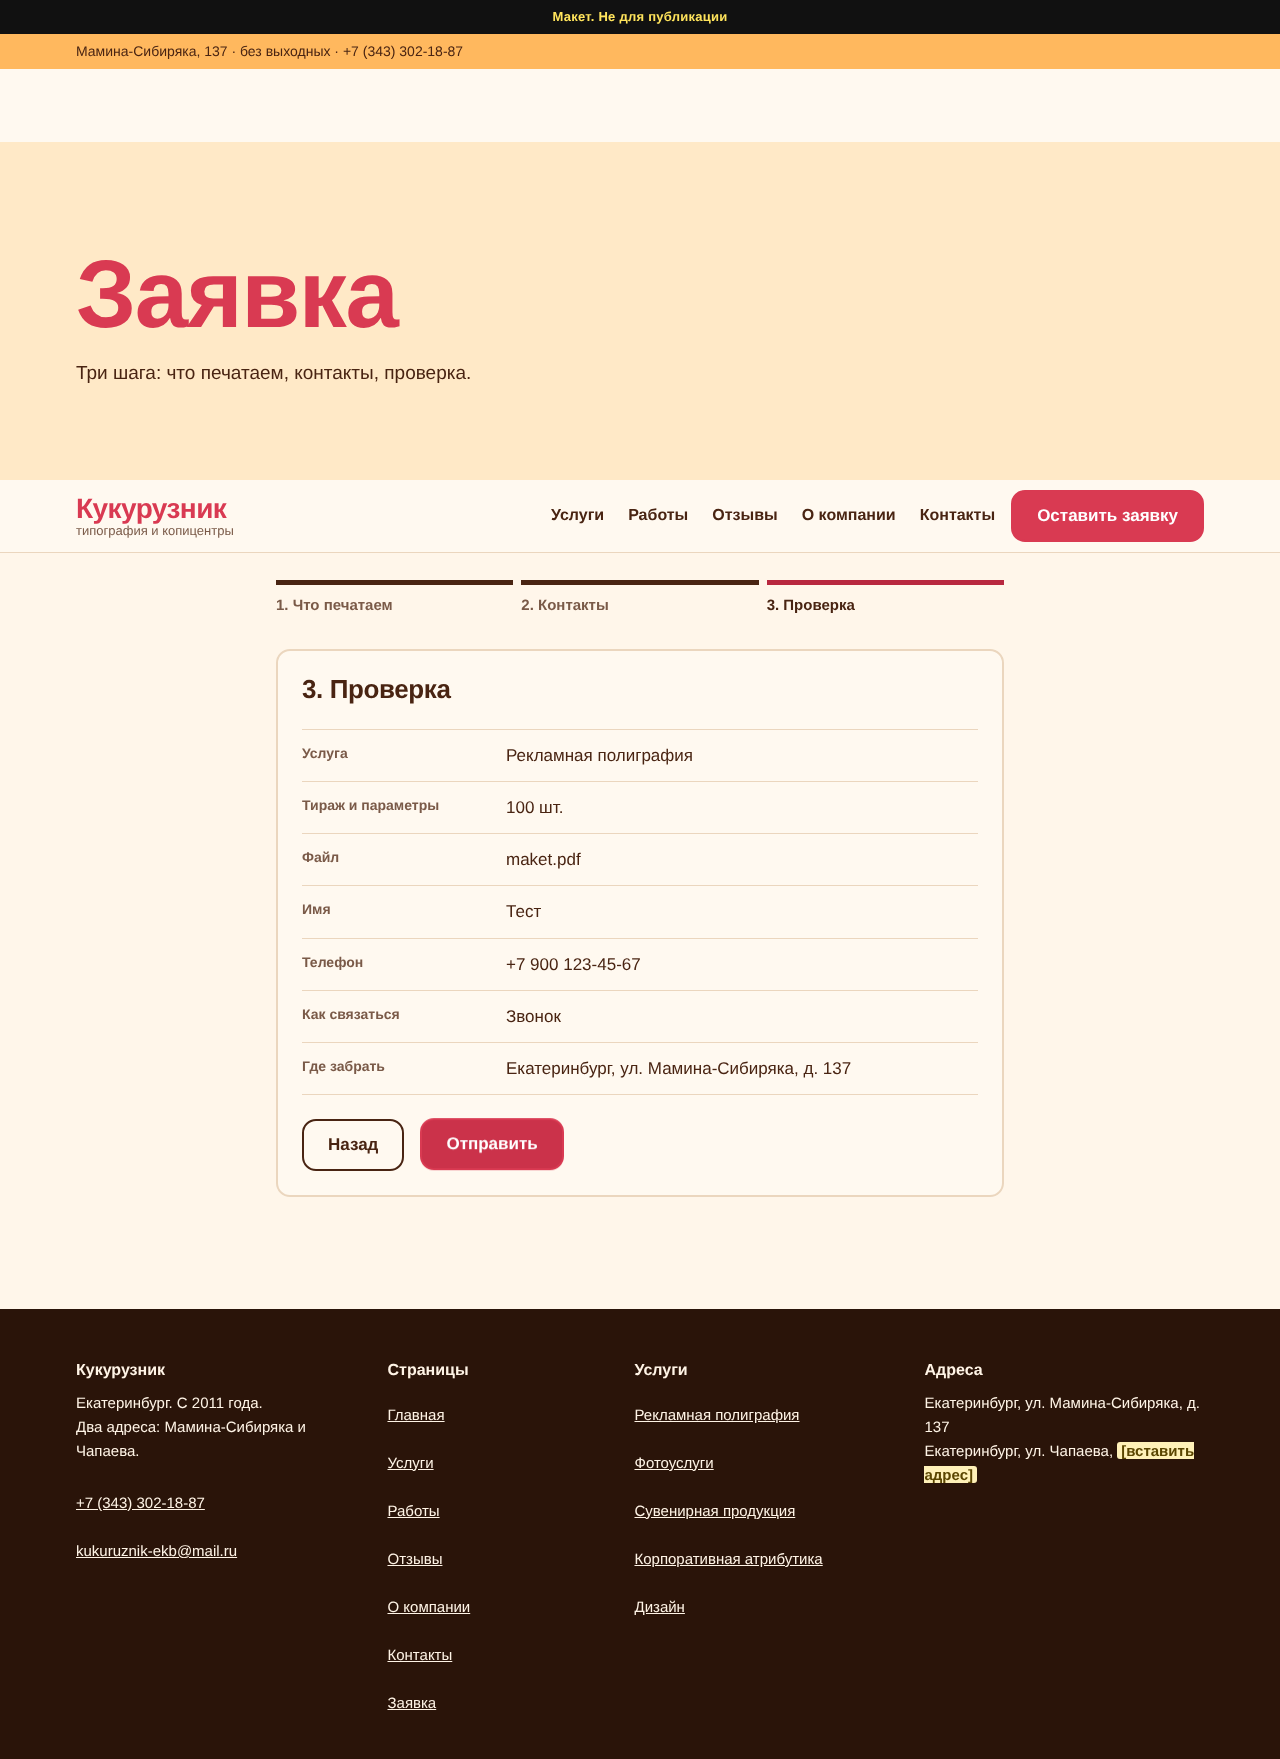 Макет. Не для публикации
Мамина-Сибиряка, 137 · без выходных · +7 (343) 302-18-87
Заявка
Три шага: что печатаем, контакты, проверка.
Кукурузник
типография и копицентры
Услуги Работы Отзывы О компании Контакты Оставить заявку
1. Что печатаем 2. Контакты 3. Проверка
3. Проверка
Услуга Рекламная полиграфия
Тираж и параметры 100 шт.
Файл maket.pdf
Имя Тест
Телефон +7 900 123-45-67
Как связаться Звонок
Где забрать Екатеринбург, ул. Мамина-Сибиряка, д. 137
Назад Отправить
Кукурузник
Екатеринбург. С 2011 года.
Два адреса: Мамина-Сибиряка и
Чапаева.
+7 (343) 302-18-87
kukuruznik-ekb@mail.ru
Страницы
Главная
Услуги
Работы
Отзывы
О компании
Контакты
Заявка
Услуги
Рекламная полиграфия
Фотоуслуги
Сувенирная продукция
Корпоративная атрибутика
Дизайн
Адреса
Екатеринбург, ул. Мамина-Сибиряка, д.
137
Екатеринбург, ул. Чапаева, [вставить
адрес]